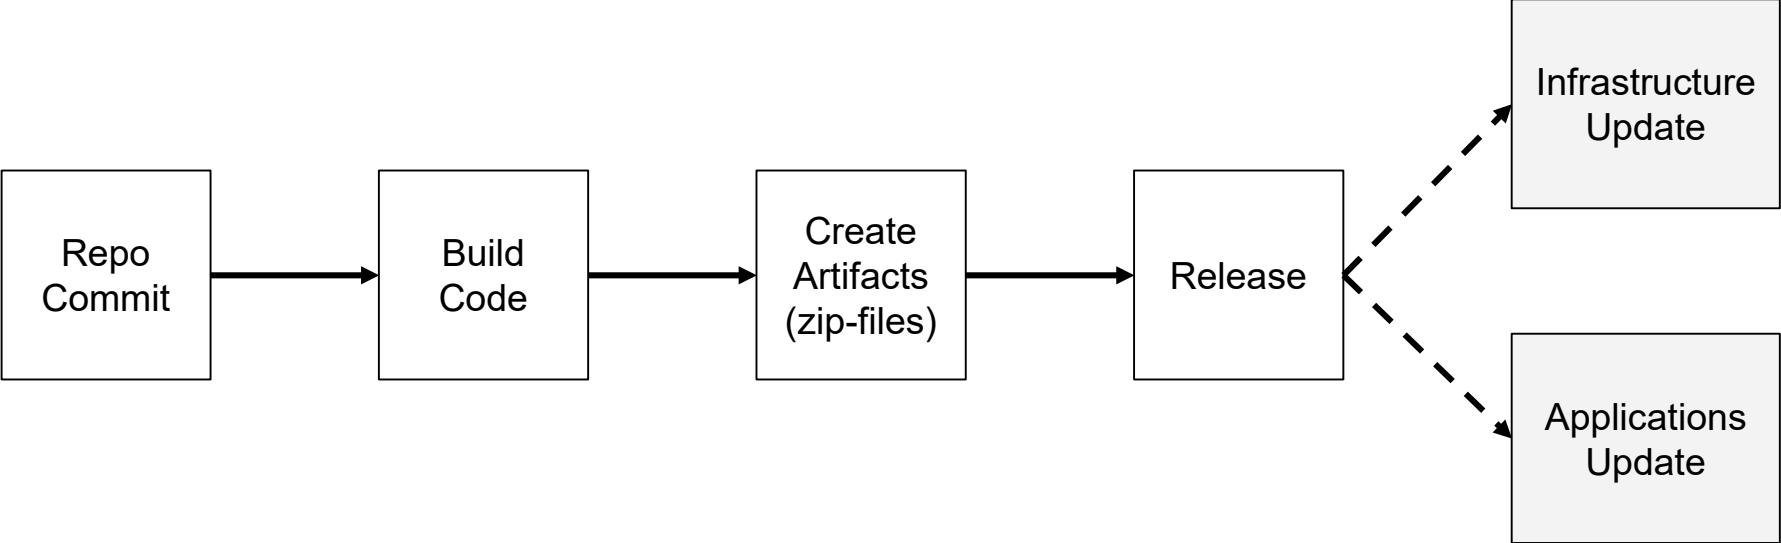 Repo
Commit
Build
Code
Create
Artifacts
(zip-files)
Release
Infrastructure
Update
Applications
Update